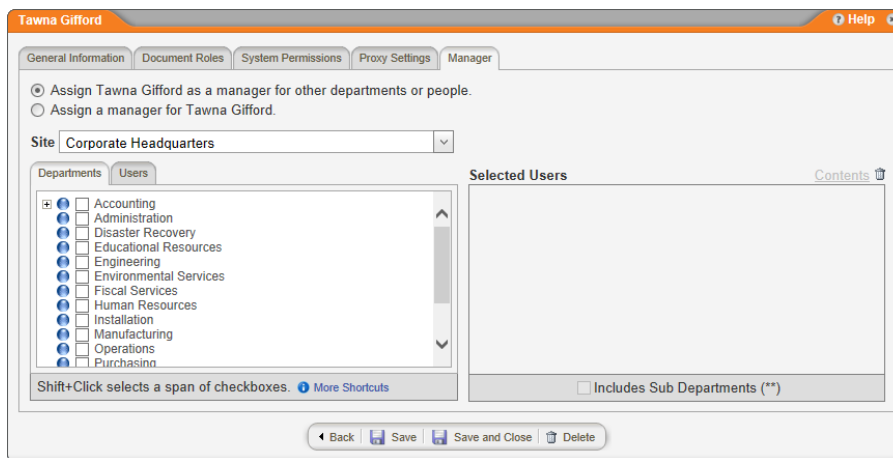 Tawna Gifford
Help
General Information
Document Roles
System Permissions
Proxy Settings
Manager
Assign Tawna Gifford as a manager for other departments or people.
Assign a manager for Tawna Gifford.
Site Corporate Headquarters
Departments
Users
Selected Users
Contents
Accounting
Administration
Disaster Recovery
Educational Resources
Engineering
Environmental Services
Fiscal Services
Human Resources
Installation
Manufacturing
Operations
Purchasing
Shift+Click selects a span of checkboxes. More Shortcuts
Includes Sub Departments (**)
Back
Save
Save and Close
Delete